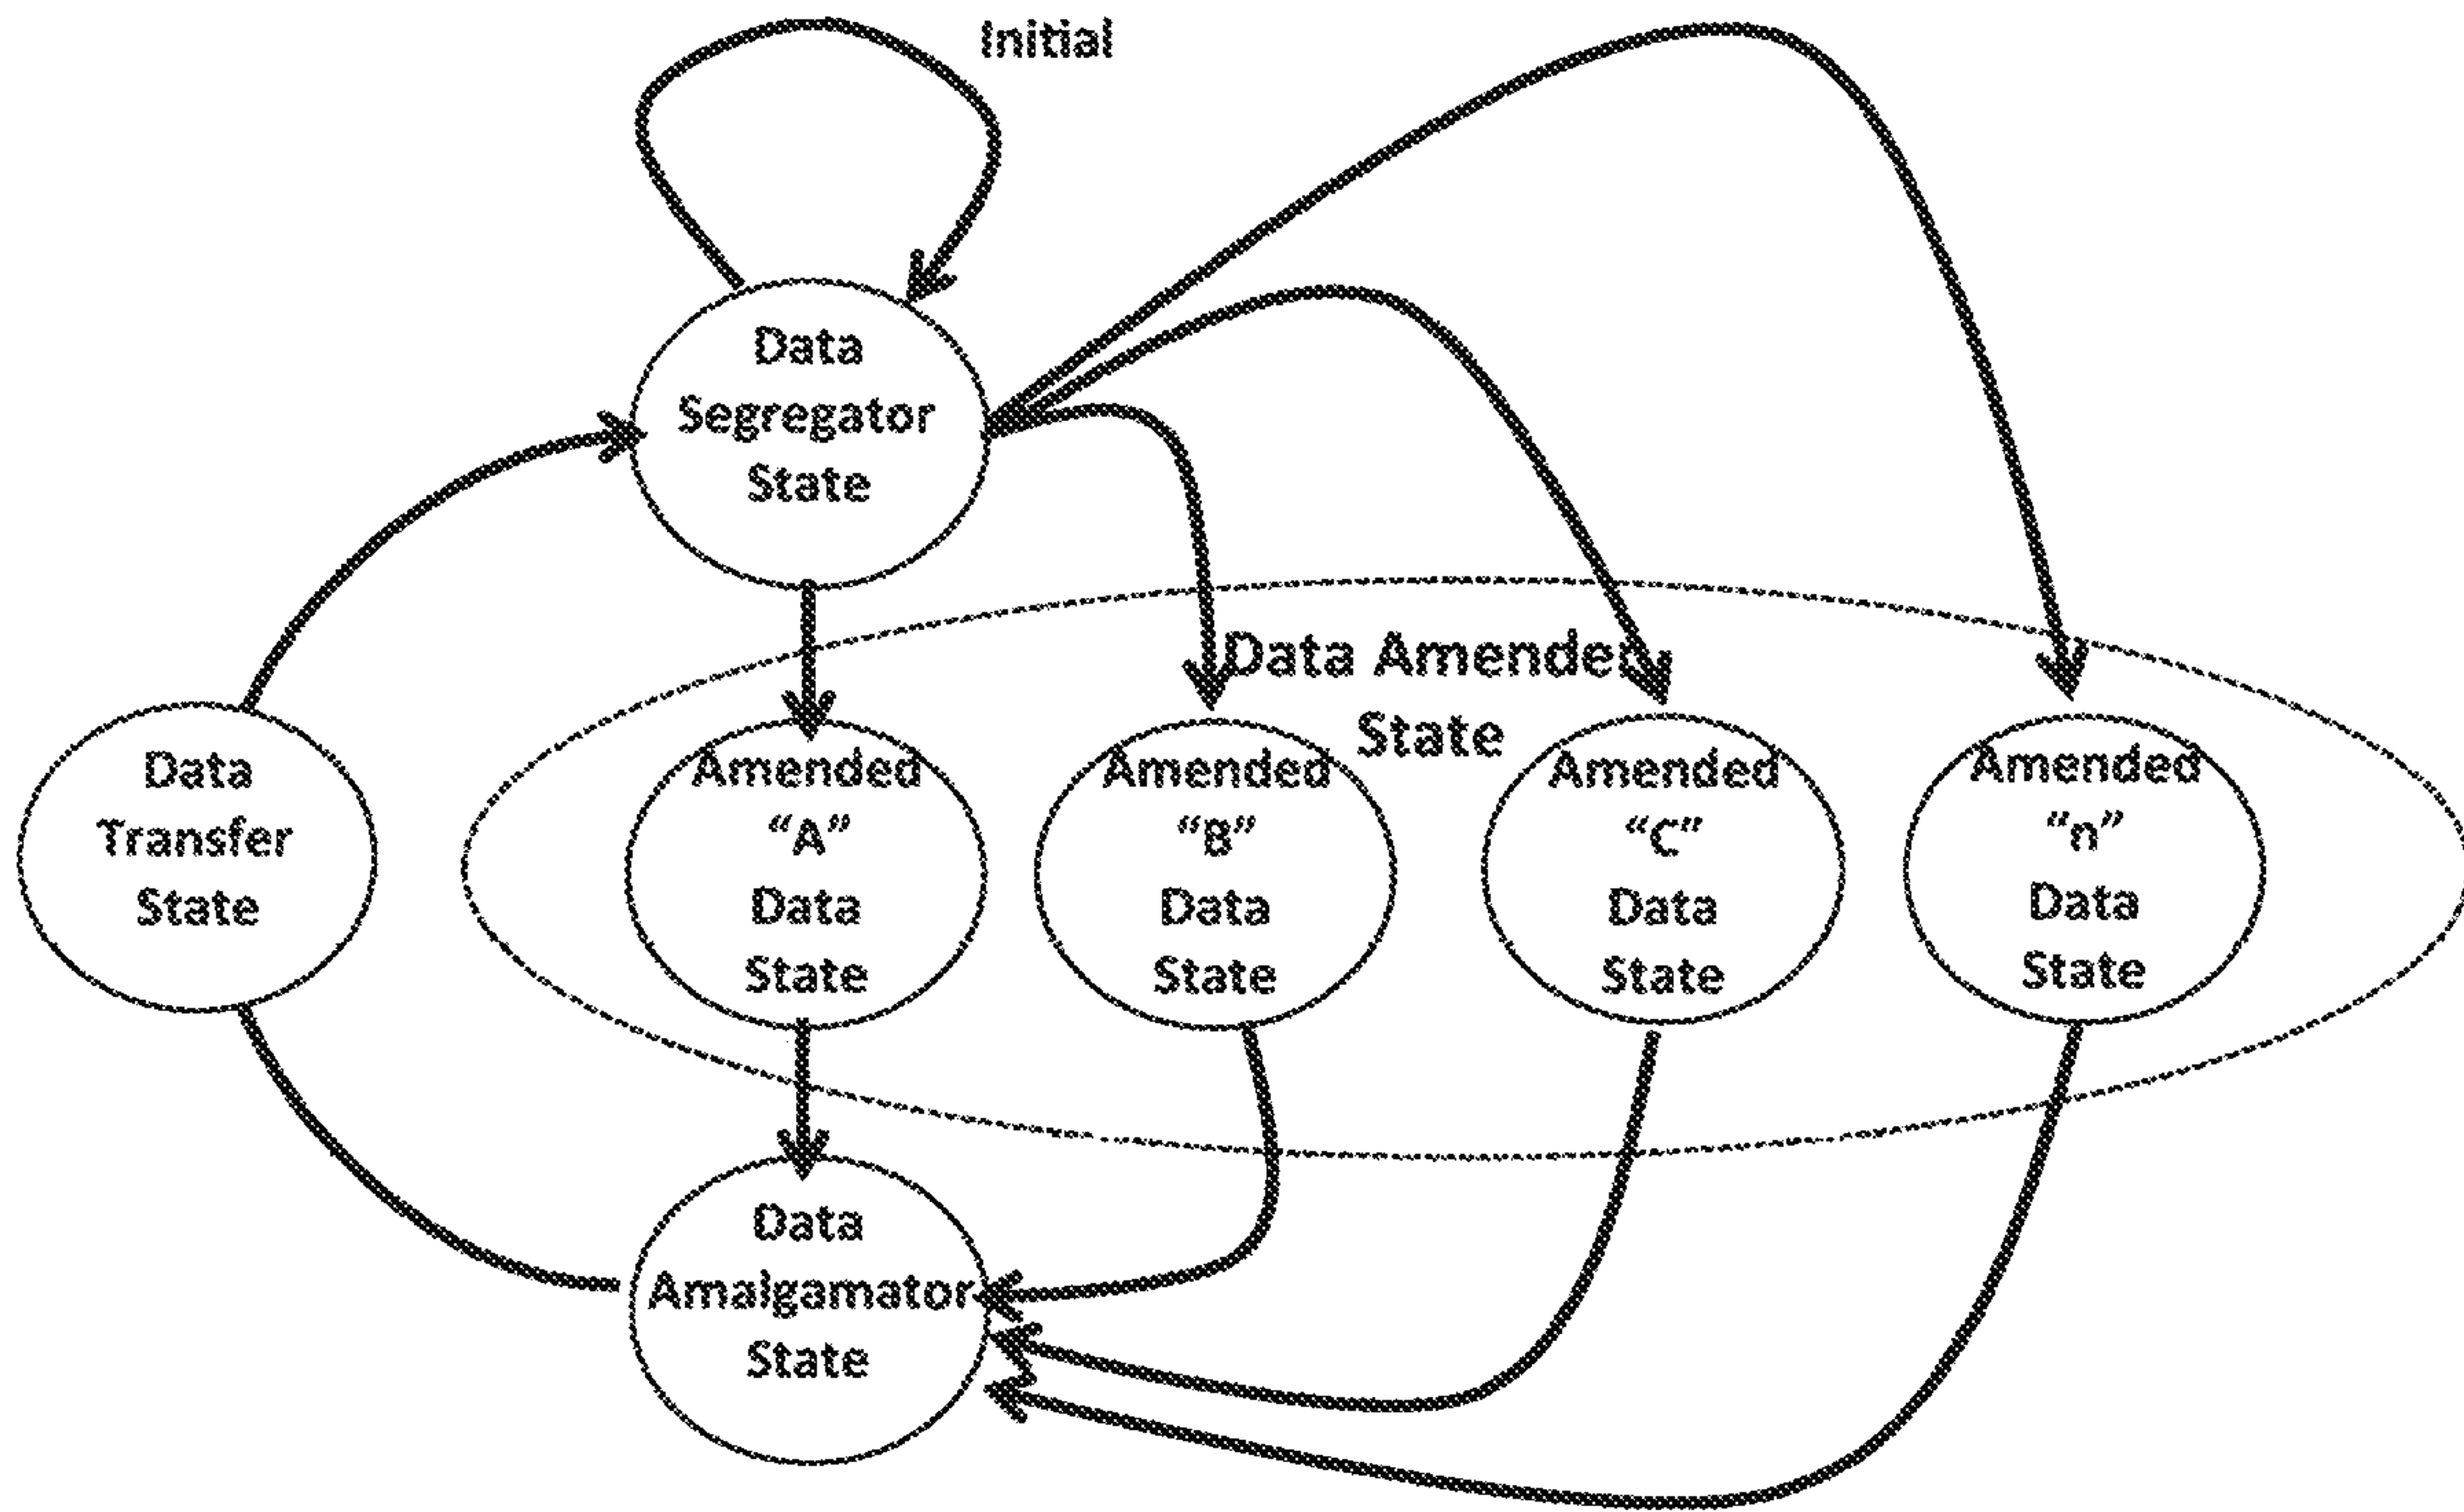 Initial
Data
Segregator
State
Data Amender
State
Data
Transfer
State
Amended
“A”
Data
State
Amended
“B”
Data
State
Amended
“C”
Data
State
Amended
“n”
Data
State
Data
Amalgamator
State